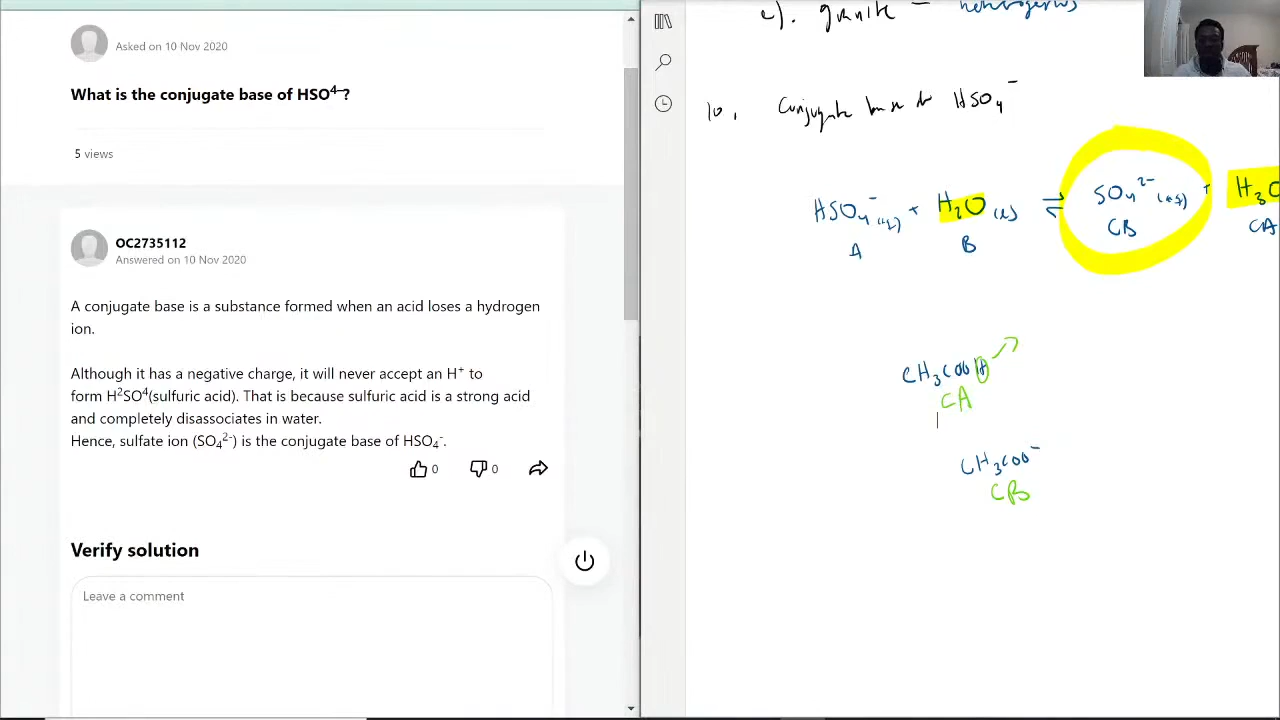 Asked on 10 Nov 2020
What is the conjugate base of HSO⁴⁻?
5 views
OC2735112
Answered on 10 Nov 2020
A conjugate base is a substance formed when an acid loses a hydrogen
ion.
Although it has a negative charge, it will never accept an H⁺ to
form H²SO⁴(sulfuric acid). That is because sulfuric acid is a strong acid
and completely disassociates in water.
Hence, sulfate ion (SO₄²⁻) is the conjugate base of HSO₄⁻.
0
0
Verify solution
Leave a comment
c). granite –
10. Conjugate base for HSO₄⁻
HSO₄⁻(aq) + H₂O(l) ⇌ SO₄²⁻(aq) + H₃O
A B CB CA
CH₃COOH
CA
CH₃COO⁻
CB